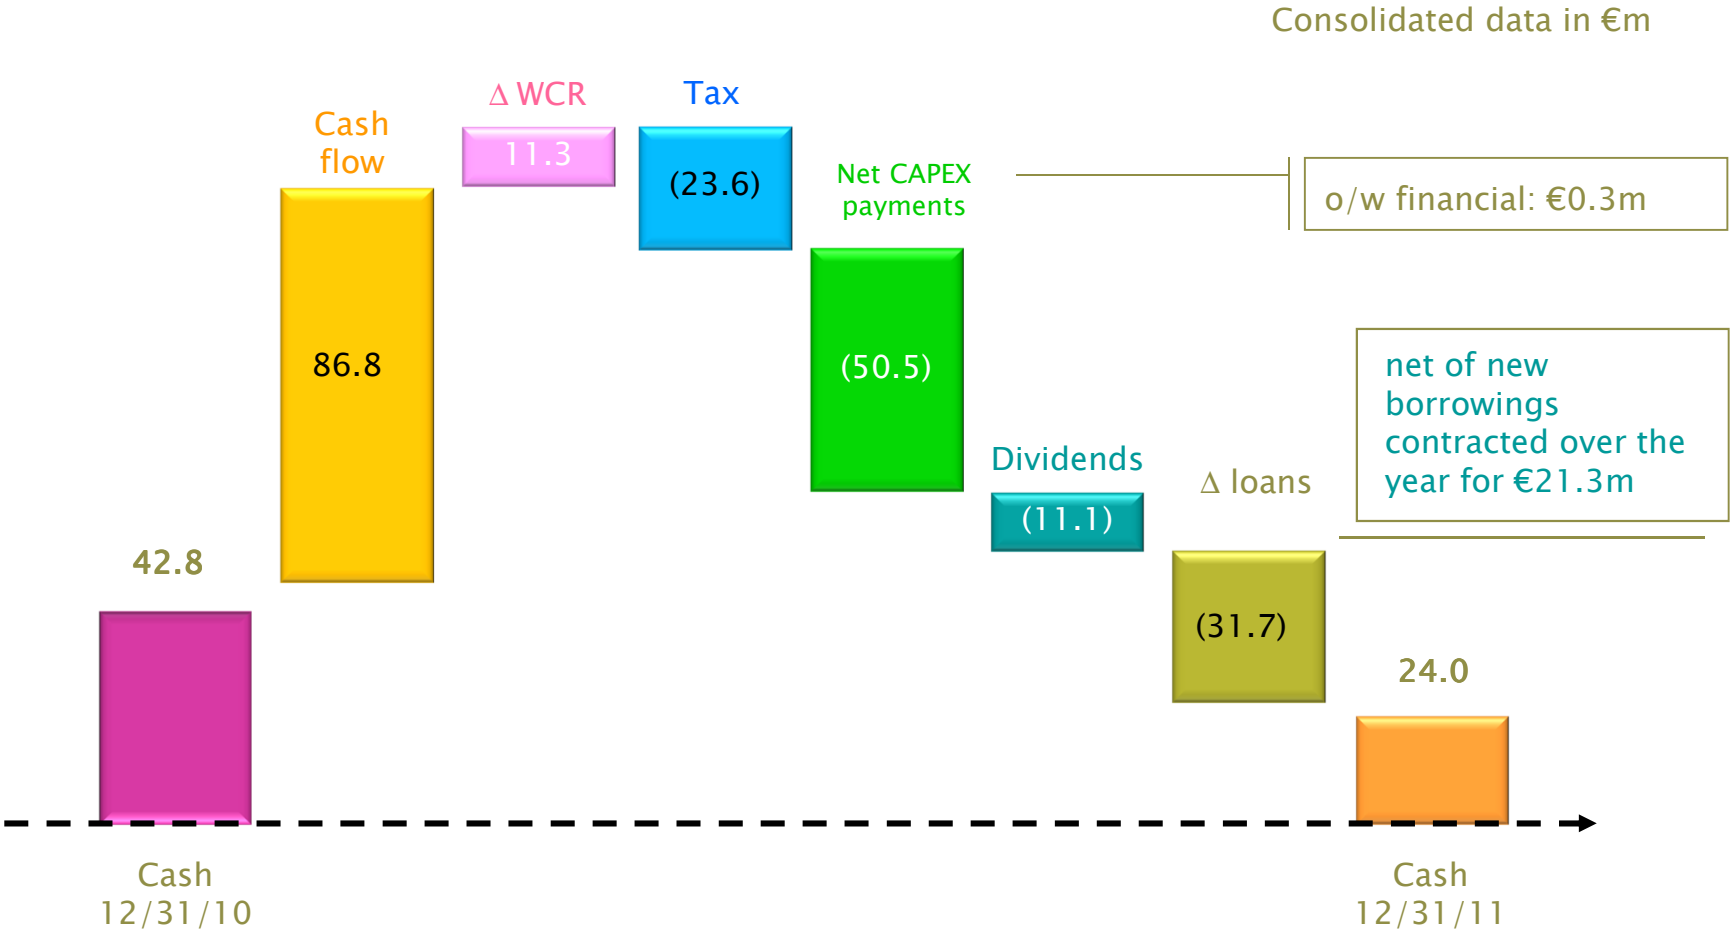 Consolidated data in €m
Δ WCR
Tax
Cash
flow
11.3
(23.6)
Net CAPEX
payments
o/w financial: €0.3m
86.8
(50.5)
net of new
borrowings
contracted over the
year for €21.3m
Dividends
Δ loans
(11.1)
42.8
(31.7)
24.0
Cash
12/31/10
Cash
12/31/11